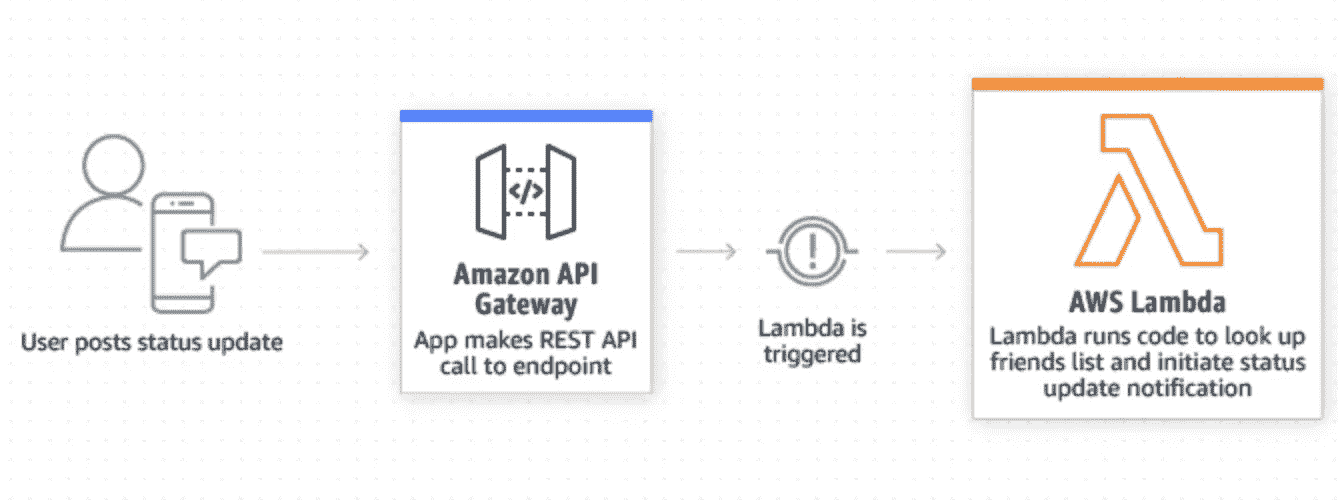 User posts status update
Amazon API
Gateway
App makes REST API
call to endpoint
Lambda is
triggered
AWS Lambda
Lambda runs code to look up
friends list and initiate status
update notification